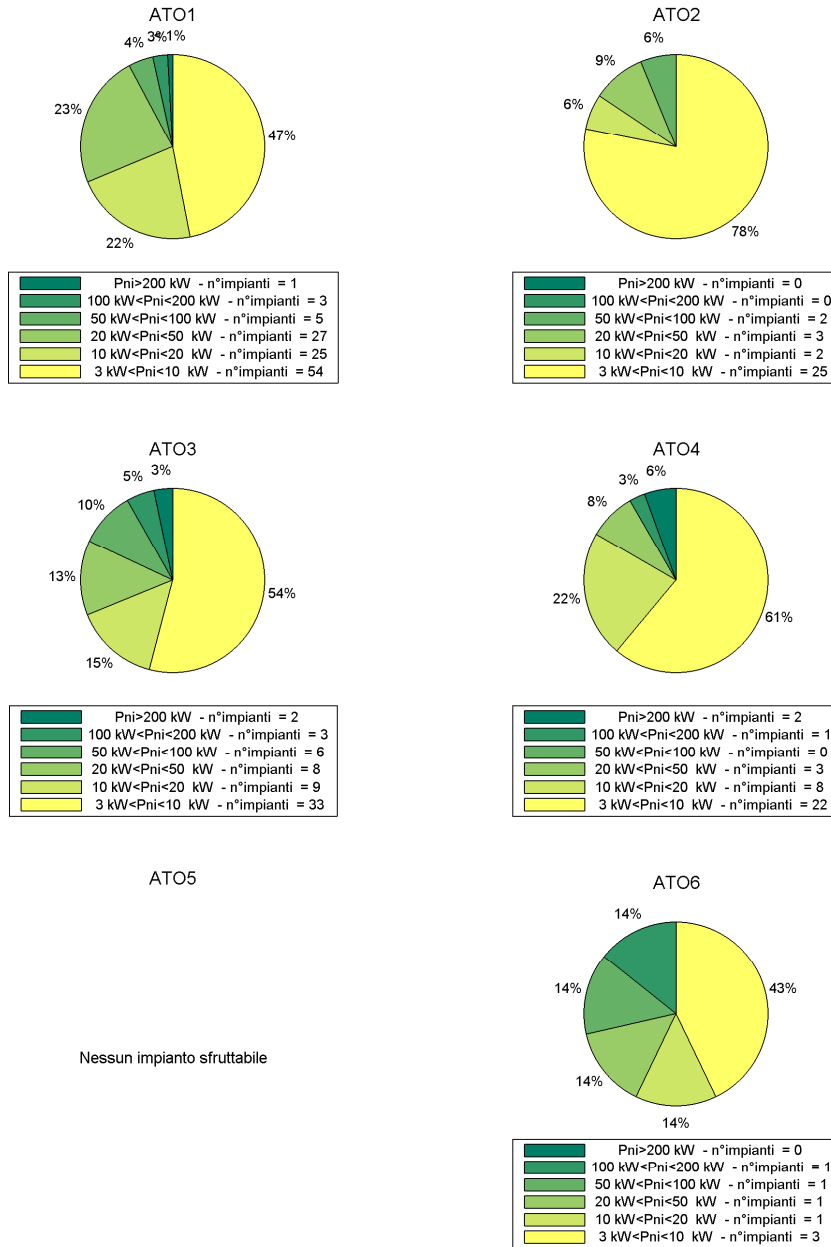 ATO1
3%
1%
4%
23%
47%
22%
Pni>200 kW - n°impianti = 1
100 kW<Pni<200 kW - n°impianti = 3
50 kW<Pni<100 kW - n°impianti = 5
20 kW<Pni<50 kW - n°impianti = 27
10 kW<Pni<20 kW - n°impianti = 25
3 kW<Pni<10 kW - n°impianti = 54
ATO2
6%
9%
6%
78%
Pni>200 kW - n°impianti = 0
100 kW<Pni<200 kW - n°impianti = 0
50 kW<Pni<100 kW - n°impianti = 2
20 kW<Pni<50 kW - n°impianti = 3
10 kW<Pni<20 kW - n°impianti = 2
3 kW<Pni<10 kW - n°impianti = 25
ATO3
5%
3%
10%
13%
54%
15%
Pni>200 kW - n°impianti = 2
100 kW<Pni<200 kW - n°impianti = 3
50 kW<Pni<100 kW - n°impianti = 6
20 kW<Pni<50 kW - n°impianti = 8
10 kW<Pni<20 kW - n°impianti = 9
3 kW<Pni<10 kW - n°impianti = 33
ATO4
6%
3%
8%
22%
61%
Pni>200 kW - n°impianti = 2
100 kW<Pni<200 kW - n°impianti = 1
50 kW<Pni<100 kW - n°impianti = 0
20 kW<Pni<50 kW - n°impianti = 3
10 kW<Pni<20 kW - n°impianti = 8
3 kW<Pni<10 kW - n°impianti = 22
ATO5
Nessun impianto sfruttabile
ATO6
14%
14%
43%
14%
14%
Pni>200 kW - n°impianti = 0
100 kW<Pni<200 kW - n°impianti = 1
50 kW<Pni<100 kW - n°impianti = 1
20 kW<Pni<50 kW - n°impianti = 1
10 kW<Pni<20 kW - n°impianti = 1
3 kW<Pni<10 kW - n°impianti = 3